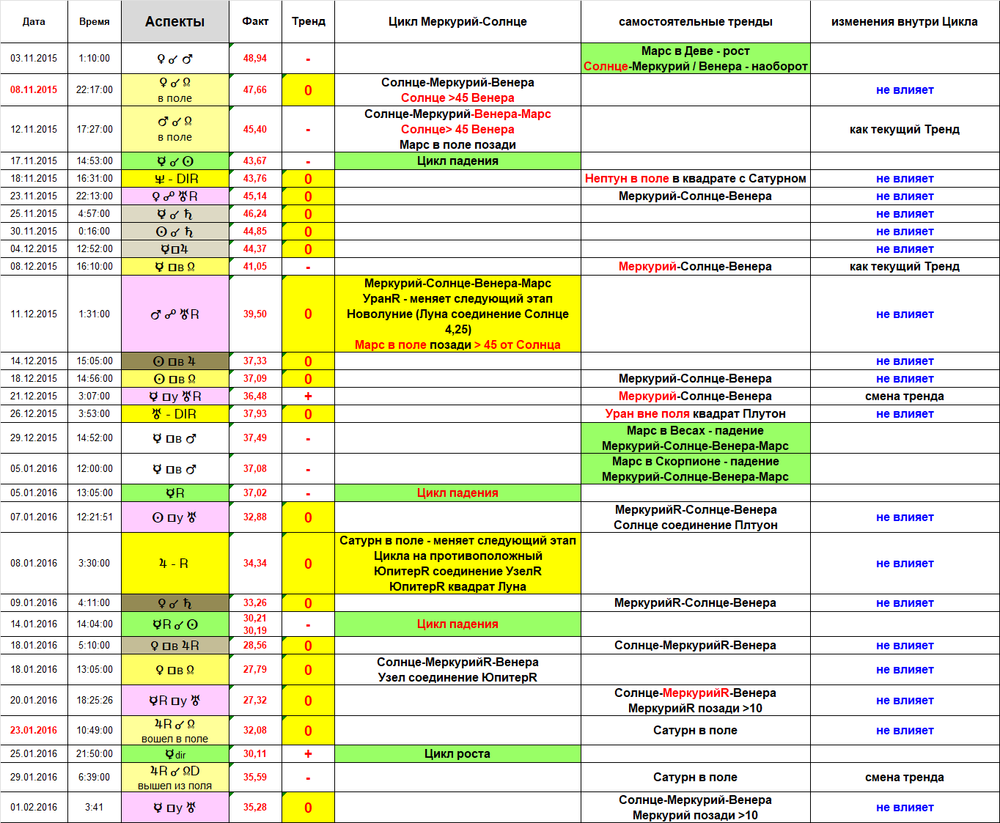 Дата Время Аспекты Факт Тренд Цикл Меркурий-Солнце самостоятельные тренды изменения внутри Цикла
03.11.2015 1:10:00 ♀ ☌ ♂ 48,94 - Марс в Деве - рост
Солнце-Меркурий / Венера - наоборот
08.11.2015 22:17:00 ♀ ☌ ☊ 47,66 0 Солнце-Меркурий-Венера не влияет
в поле Солнце >45 Венера
12.11.2015 17:27:00 ♂ ☌ ☊ 45,40 - Солнце-Меркурий-Венера-Марс как текущий Тренд
в поле Солнце> 45 Венера
Марс в поле позади
17.11.2015 14:53:00 ☿ ☌ ☉ 43,67 - Цикл падения
18.11.2015 16:31:00 ♆ - DIR 43,76 0 Нептун в поле в квадрате с Сатурном не влияет
23.11.2015 22:13:00 ♀ ☍ ♅R 45,14 0 Меркурий-Солнце-Венера не влияет
25.11.2015 4:57:00 ☿ ☌ ♄ 46,24 0 не влияет
30.11.2015 0:16:00 ☉ ☌ ♄ 44,85 0 не влияет
04.12.2015 12:52:00 ☿□♃ 44,37 0 не влияет
08.12.2015 16:10:00 ☿ □в ☊ 41,05 - Меркурий-Солнце-Венера как текущий Тренд
11.12.2015 1:31:00 ♂ ☍ ♅R 39,50 0 Меркурий-Солнце-Венера-Марс не влияет
УранR - меняет следующий этап
Новолуние (Луна соединение Солнце
4,25)
Марс в поле позади > 45 от Солнца
14.12.2015 15:05:00 ☉ □в ♃ 37,33 0 не влияет
18.12.2015 14:56:00 ☉ □в ☊ 37,09 0 Меркурий-Солнце-Венера не влияет
21.12.2015 3:07:00 ☿ □у ♅R 36,48 + Меркурий-Солнце-Венера смена тренда
26.12.2015 3:53:00 ♅ - DIR 37,93 0 Уран вне поля квадрат Плутон не влияет
29.12.2015 14:52:00 ☿ □в ♂ 37,49 - Марс в Весах - падение
Меркурий-Солнце-Венера-Марс
05.01.2016 12:00:00 ☿ □в ♂ 37,08 - Марс в Скорпионе - падение
Меркурий-Солнце-Венера-Марс
05.01.2016 13:05:00 ☿R 37,02 - Цикл падения
07.01.2016 12:21:51 ☉ □у ♅ 32,88 0 МеркурийR-Солнце-Венера не влияет
Солнце соединение Плтуон
08.01.2016 3:30:00 ♃ - R 34,34 0 Сатурн в поле - меняет следующий этап не влияет
Цикла на противоположный
ЮпитерR соединение УзелR
ЮпитерR квадрат Луна
09.01.2016 4:11:00 ♀ ☌ ♄ 33,26 0 МеркурийR-Солнце-Венера не влияет
14.01.2016 14:04:00 ☿R ☌ ☉ 30,21 - Цикл падения
30,19
18.01.2016 5:10:00 ♀ □в ♃R 28,56 0 Солнце-МеркурийR-Венера не влияет
18.01.2016 13:05:00 ♀ □в ☊ 27,79 0 Солнце-МеркурийR-Венера не влияет
Узел соединение ЮпитерR
20.01.2016 18:25:26 ☿R □у ♅ 27,32 0 Солнце-МеркурийR-Венера не влияет
МеркурийR позади >10
23.01.2016 10:49:00 ♃R ☌ ☊ 32,08 0 Сатурн в поле не влияет
вошел в поле
25.01.2016 21:50:00 ☿dir 30,11 + Цикл роста
29.01.2016 6:39:00 ♃R ☌ ☊D 35,59 - Сатурн в поле смена тренда
вышел из поля
01.02.2016 3:41 ☿ □у ♅ 35,28 0 Солнце-Меркурий-Венера не влияет
Меркурий позади >10